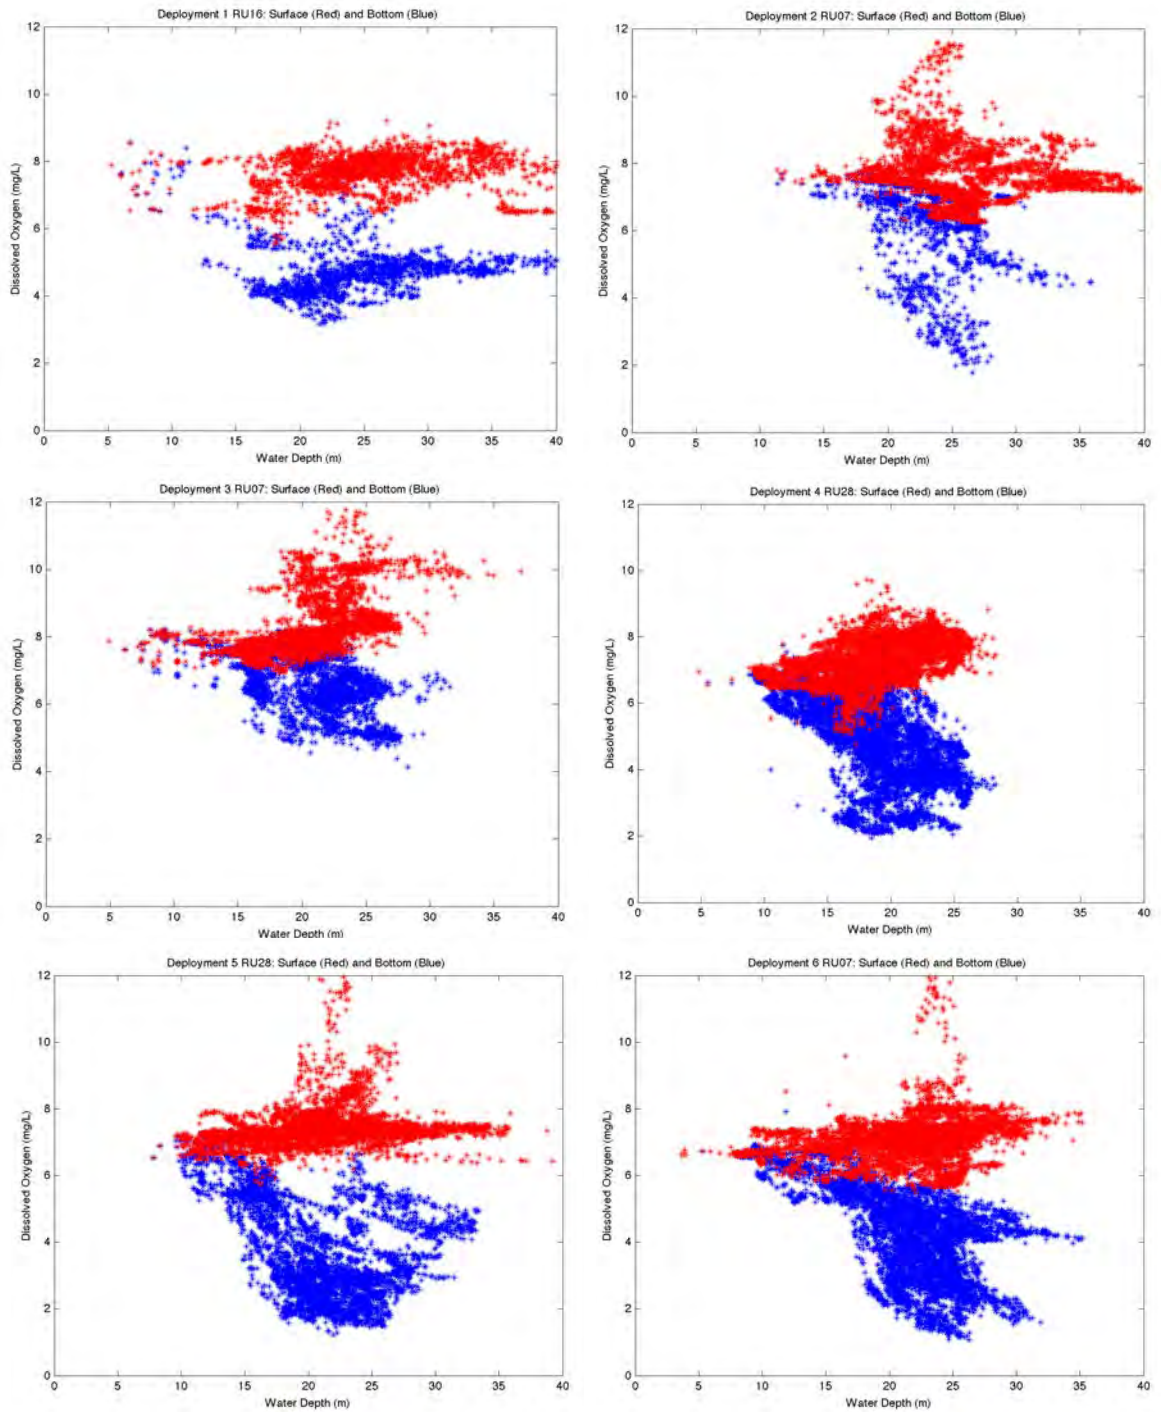 Deployment 1 RU16: Surface (Red) and Bottom (Blue)
12
10
8
6
4
2
0
Dissolved Oxygen (mg/L)
0 5 10 15 20 25 30 35 40
Water Depth (m)
Deployment 2 RU07: Surface (Red) and Bottom (Blue)
12
10
8
6
4
2
0
Dissolved Oxygen (mg/L)
0 5 10 15 20 25 30 35 40
Water Depth (m)
Deployment 3 RU07: Surface (Red) and Bottom (Blue)
12
10
8
6
4
2
0
Dissolved Oxygen (mg/L)
0 5 10 15 20 25 30 35 40
Water Depth (m)
Deployment 4 RU28: Surface (Red) and Bottom (Blue)
12
10
8
6
4
2
0
Dissolved Oxygen (mg/L)
0 5 10 15 20 25 30 35 40
Water Depth (m)
Deployment 5 RU28: Surface (Red) and Bottom (Blue)
12
10
8
6
4
2
0
Dissolved Oxygen (mg/L)
0 5 10 15 20 25 30 35 40
Water Depth (m)
Deployment 6 RU07: Surface (Red) and Bottom (Blue)
12
10
8
6
4
2
0
Dissolved Oxygen (mg/L)
0 5 10 15 20 25 30 35 40
Water Depth (m)